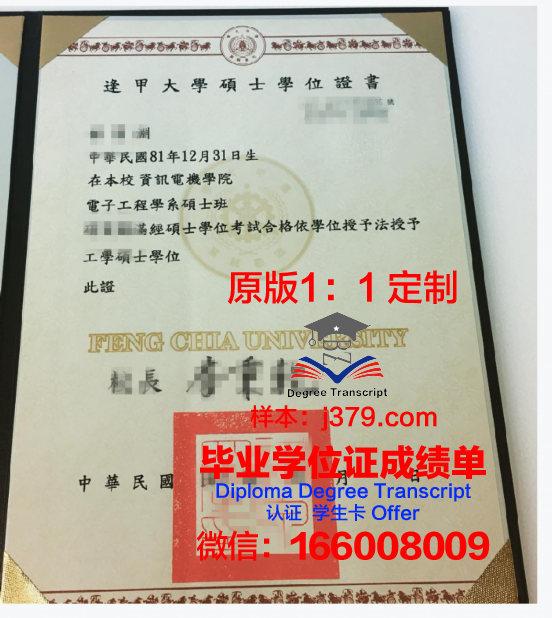 逢甲大學碩士學位證書
號
中華民國81年12月31日生
在本校 資訊電機學院
電子工程學系碩士班
經碩士學位考試合格依學位授予法授予
工學碩士學位
此證
原版1：1 定制
FENG CHIA UNIVERSITY
Degree Transcript
長
样本：j379.com
毕业学位证成绩单
中華民國 月 日
Diploma Degree Transcript
认证 学生卡 Offer
微信：166008009